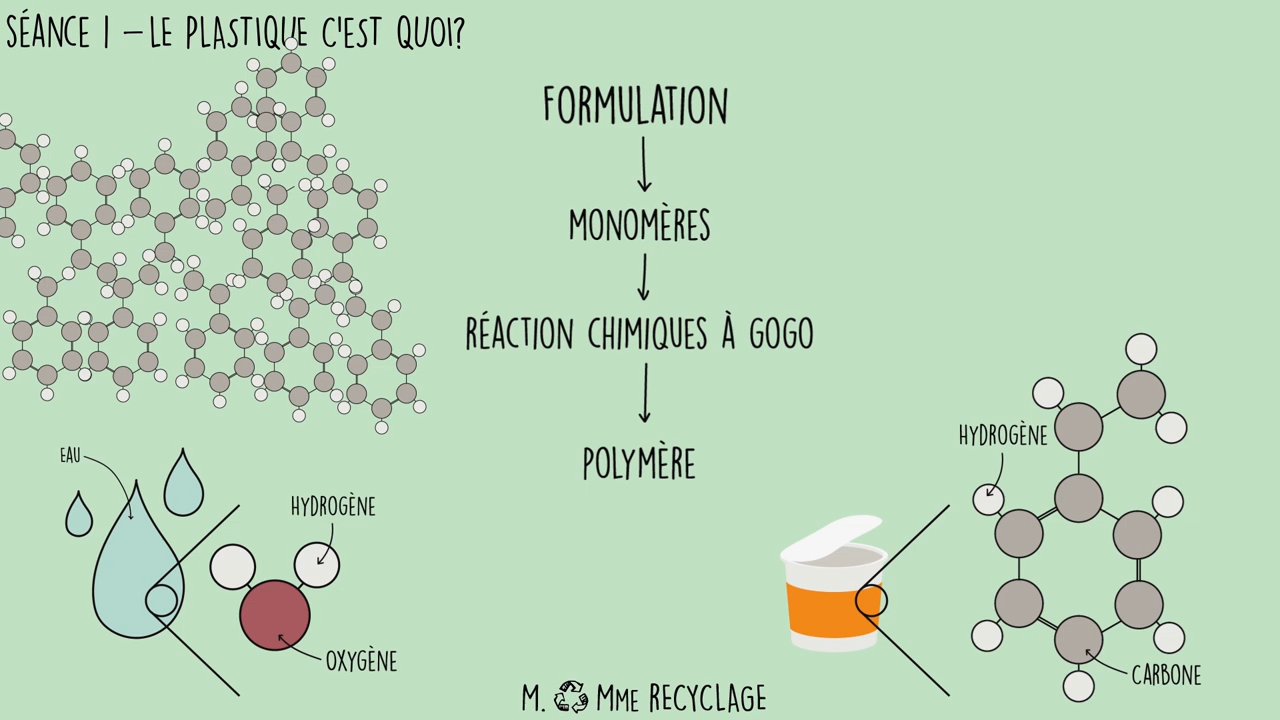 SÉANCE 1 – LE PLASTIQUE C'EST QUOI?
FORMULATION
MONOMÈRES
RÉACTION CHIMIQUES À GOGO
POLYMÈRE
EAU
HYDROGÈNE
OXYGÈNE
HYDROGÈNE
CARBONE
M. MME RECYCLAGE